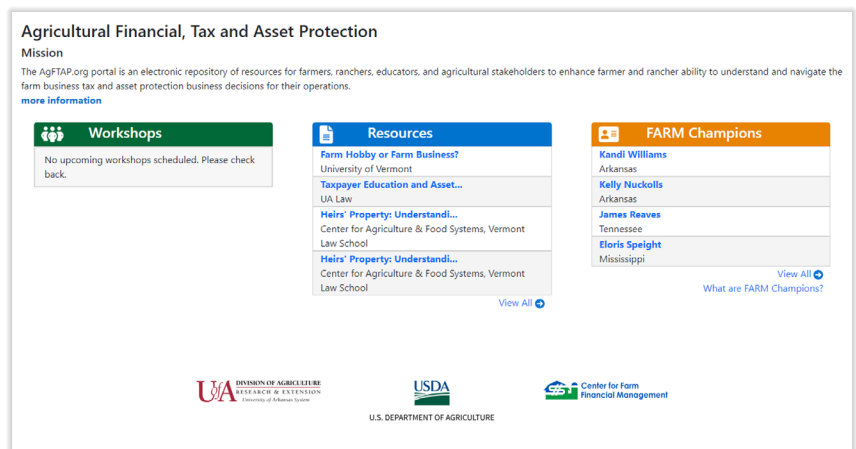 Agricultural Financial, Tax and Asset Protection
Mission
The AgFTAP.org portal is an electronic repository of resources for farmers, ranchers, educators, and agricultural stakeholders to enhance farmer and rancher ability to understand and navigate the
farm business tax and asset protection business decisions for their operations.
more information
Workshops
No upcoming workshops scheduled. Please check
back.
Resources
Farm Hobby or Farm Business?
University of Vermont
Taxpayer Education and Asset...
UA Law
Heirs' Property: Understandi...
Center for Agriculture & Food Systems, Vermont
Law School
Heirs' Property: Understandi...
Center for Agriculture & Food Systems, Vermont
Law School
View All
FARM Champions
Kandi Williams
Arkansas
Kelly Nuckolls
Arkansas
James Reaves
Tennessee
Eloris Speight
Mississippi
View All
What are FARM Champions?
UofA
DIVISION OF AGRICULTURE
RESEARCH & EXTENSION
University of Arkansas System
USDA
U.S. DEPARTMENT OF AGRICULTURE
Center for Farm
Financial Management